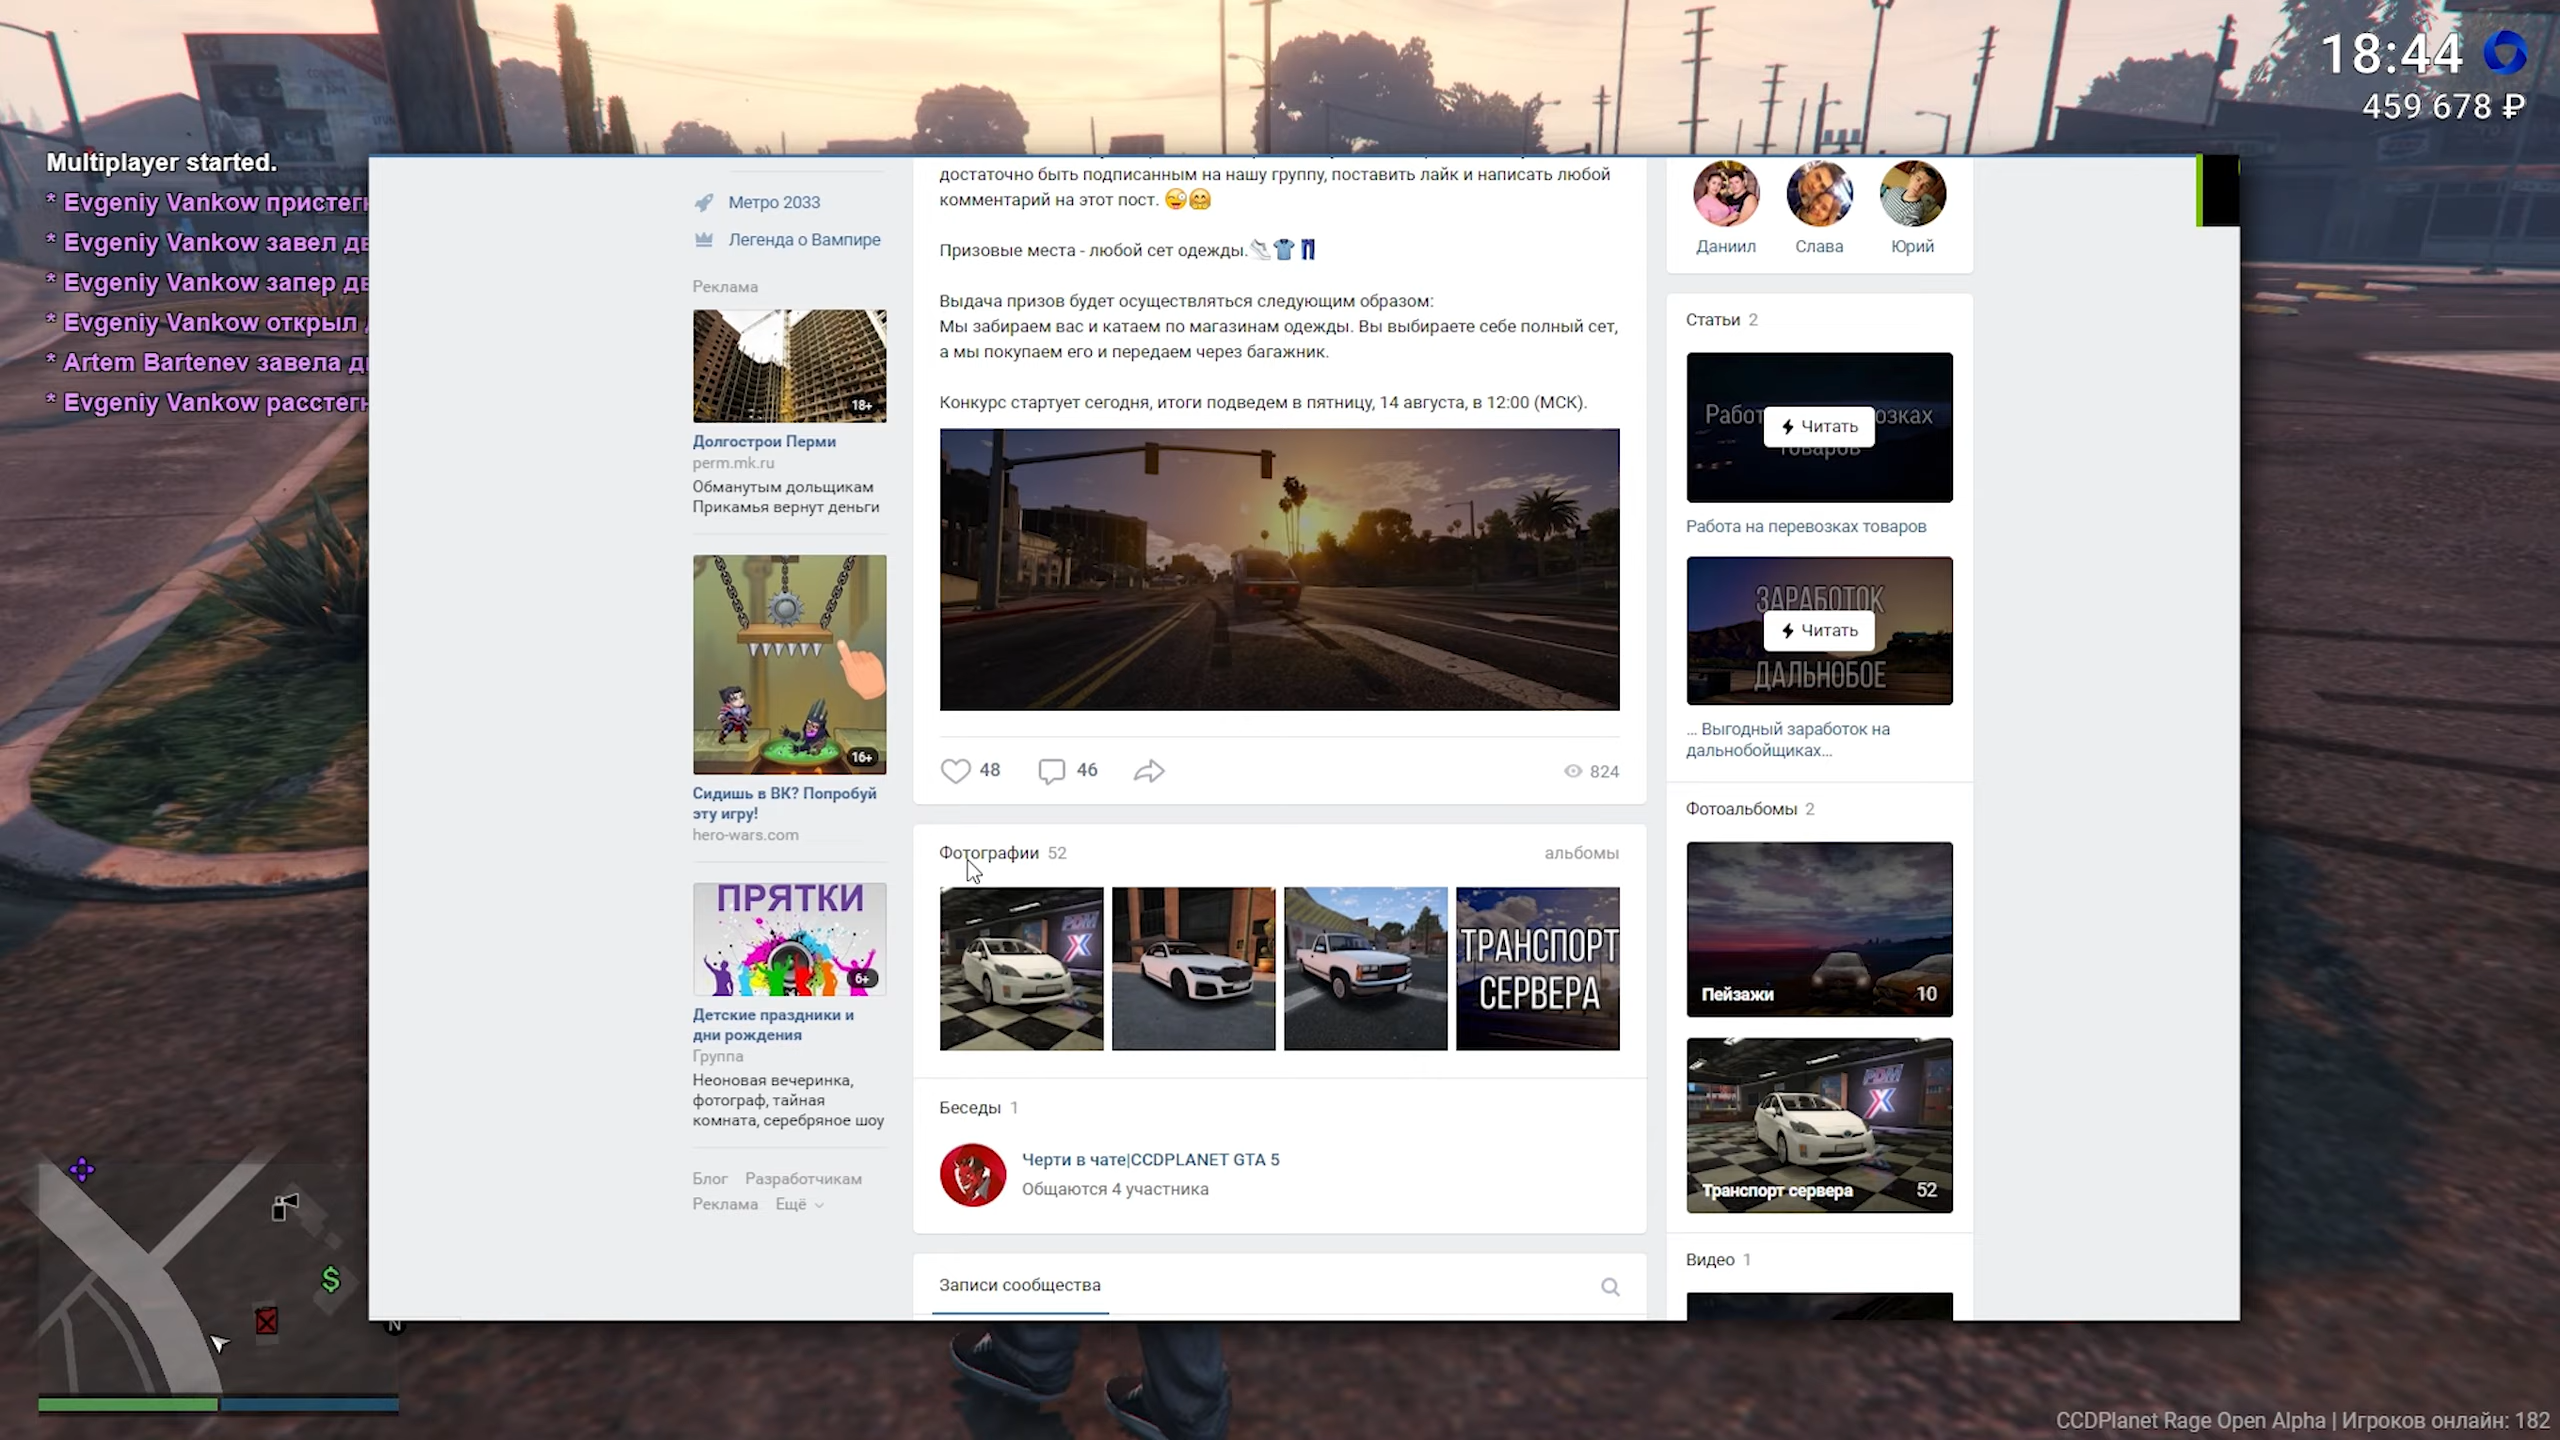 18:44
459 678 ₽
Multiplayer started.
* Evgeniy Vankow
* Evgeniy Vankow завел
* Evgeniy Vankow запер
* Evgeniy Vankow открыл
* Artem Bartenev завела
* Evgeniy Vankow
Метро 2033
Легенда о Вампире
Реклама
18+
Долгострои Перми
perm.mk.ru
Обманутым дольщикам
Прикамья вернут деньги
16+
Сидишь в ВК? Попробуй
эту игру!
hero-wars.com
ПРЯТКИ
6+
Детские праздники и
дни рождения
Группа
Неоновая вечеринка,
фотограф, тайная
комната, серебряное шоу
Блог Разработчикам
Реклама Ещё
достаточно быть подписанным на нашу группу, поставить лайк и написать любой
комментарий на этот пост. 😜🤗
Призовые места - любой сет одежды.👟👕👖
Выдача призов будет осуществляться следующим образом:
Мы забираем вас и катаем по магазинам одежды. Вы выбираете себе полный сет,
а мы покупаем его и передаем через багажник.
Конкурс стартует сегодня, итоги подведем в пятницу, 14 августа, в 12:00 (МСК).
48 46 824
Фотографии 52 альбомы
ТРАНСПОРТ
СЕРВЕРА
Беседы 1
Черти в чате|CCDPLANET GTA 5
Общаются 4 участника
Записи сообщества
Даниил Слава Юрий
Статьи 2
Читать
товаров
Работа на перевозках товаров
ЗАРАБОТОК
Читать
ДАЛЬНОБОЕ
... Выгодный заработок на
дальнобойщиках...
Фотоальбомы 2
Пейзажи 10
PDM
X
Транспорт сервера 52
Видео 1
N
CCDPlanet Rage Open Alpha | Игроков онлайн: 182